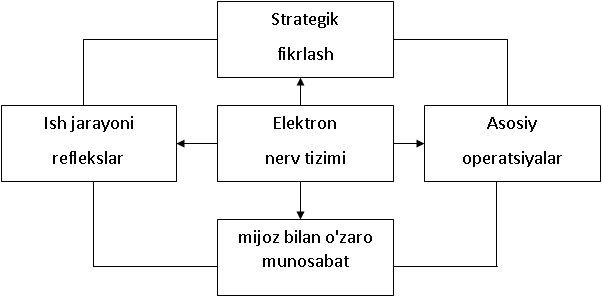 Strategik
fikrlash
Ish jarayoni
reflekslar
Elektron
nerv tizimi
Asosiy
operatsiyalar
mijoz bilan o'zaro
munosabat